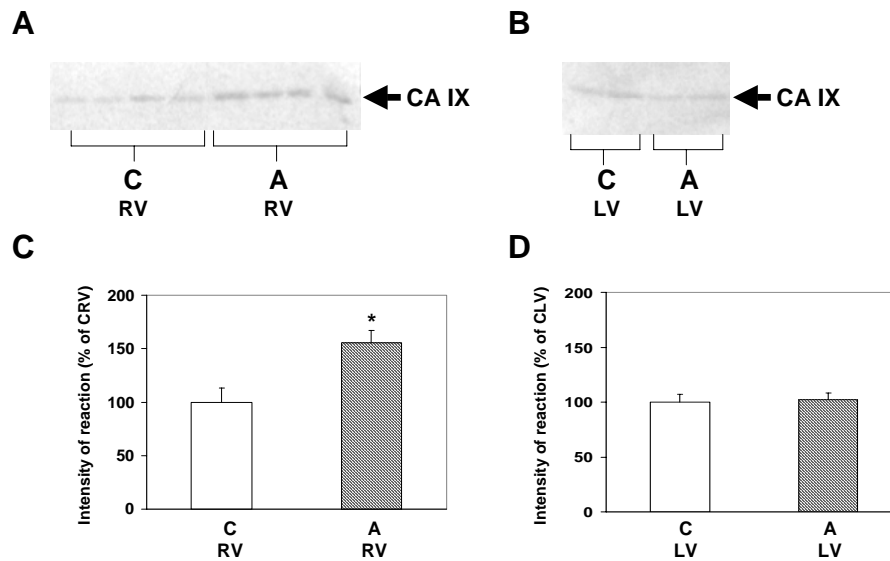 A
CA IX
C
RV
A
RV
B
CA IX
C
LV
A
LV
C
Intensity of reaction (% of CRV)
200
150
100
50
0
*
C
RV
A
RV
D
Intensity of reaction (% of CLV)
200
150
100
50
0
C
LV
A
LV